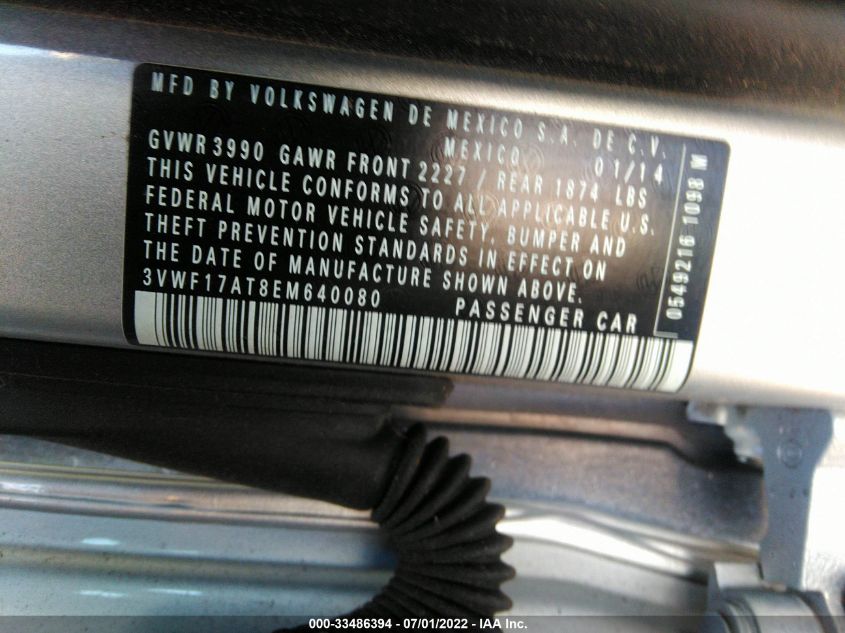 MFD BY VOLKSWAGEN DE MEXICO S.A. DE C.V.
MEXICO 01/14
GVWR 3990 GAWR FRONT 2227 / REAR 1874 LBS
THIS VEHICLE CONFORMS TO ALL APPLICABLE U.S.
FEDERAL MOTOR VEHICLE SAFETY, BUMPER AND
THEFT PREVENTION STANDARDS IN EFFECT ON
THE DATE OF MANUFACTURE SHOWN ABOVE.
3VWF17AT8EM640080 PASSENGER CAR
0549216 1098 M
000-33486394 - 07/01/2022 - IAA Inc.